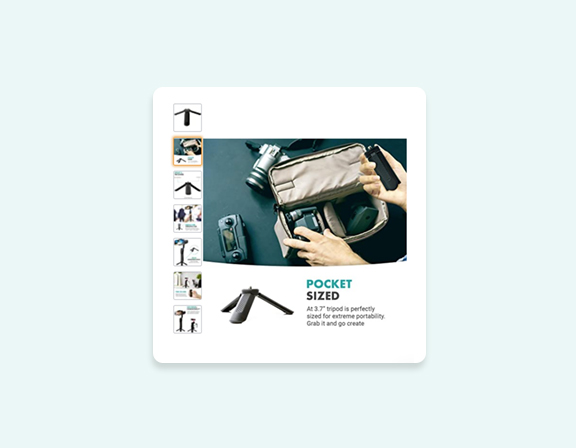 POCKET
SIZED
At 3.7" tripod is perfectly
sized for extreme portability.
Grab it and go create